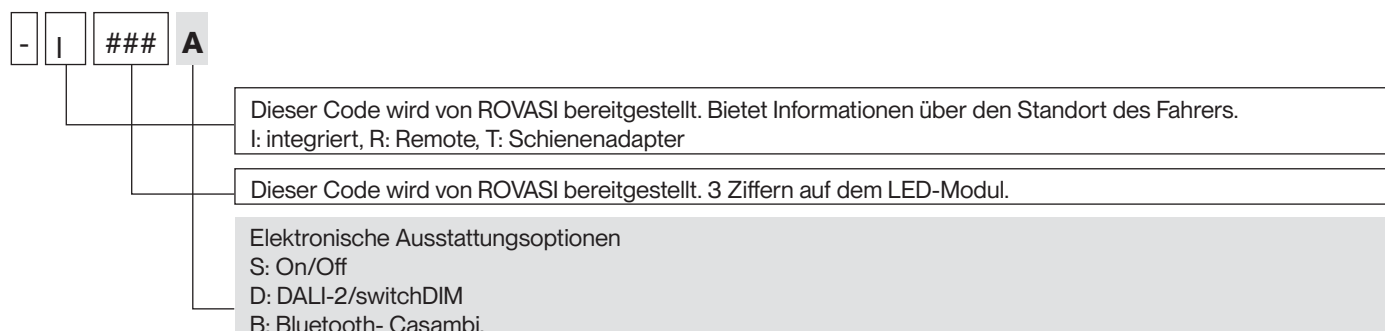 - I ### A
Dieser Code wird von ROVASI bereitgestellt. Bietet Informationen über den Standort des Fahrers.
I: integriert, R: Remote, T: Schienenadapter
Dieser Code wird von ROVASI bereitgestellt. 3 Ziffern auf dem LED-Modul.
Elektronische Ausstattungsoptionen
S: On/Off
D: DALI-2/switchDIM
B: Bluetooth- Casambi.